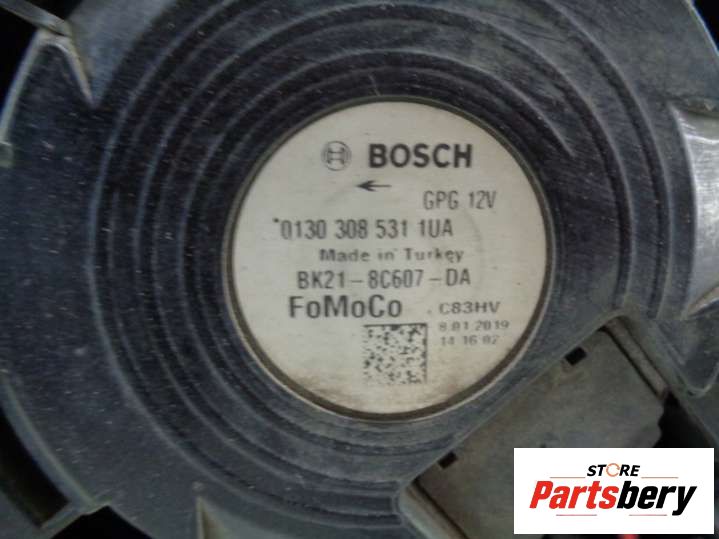 BOSCH
GPG 12V
*0130 308 531 1UA
Made in Turkey
BK21-8C607-DA
FoMoCo
C83HV
8.01.2019
14 16 02
STORE
Partsbery